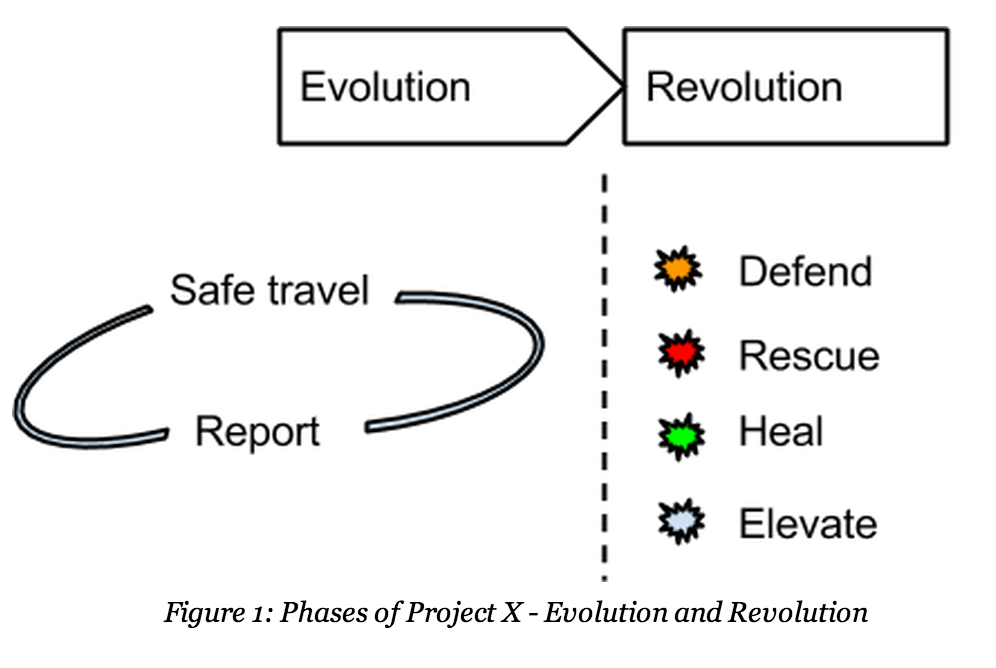 Evolution
Revolution
Safe travel
Report
Defend
Rescue
Heal
Elevate
Figure 1: Phases of Project X - Evolution and Revolution